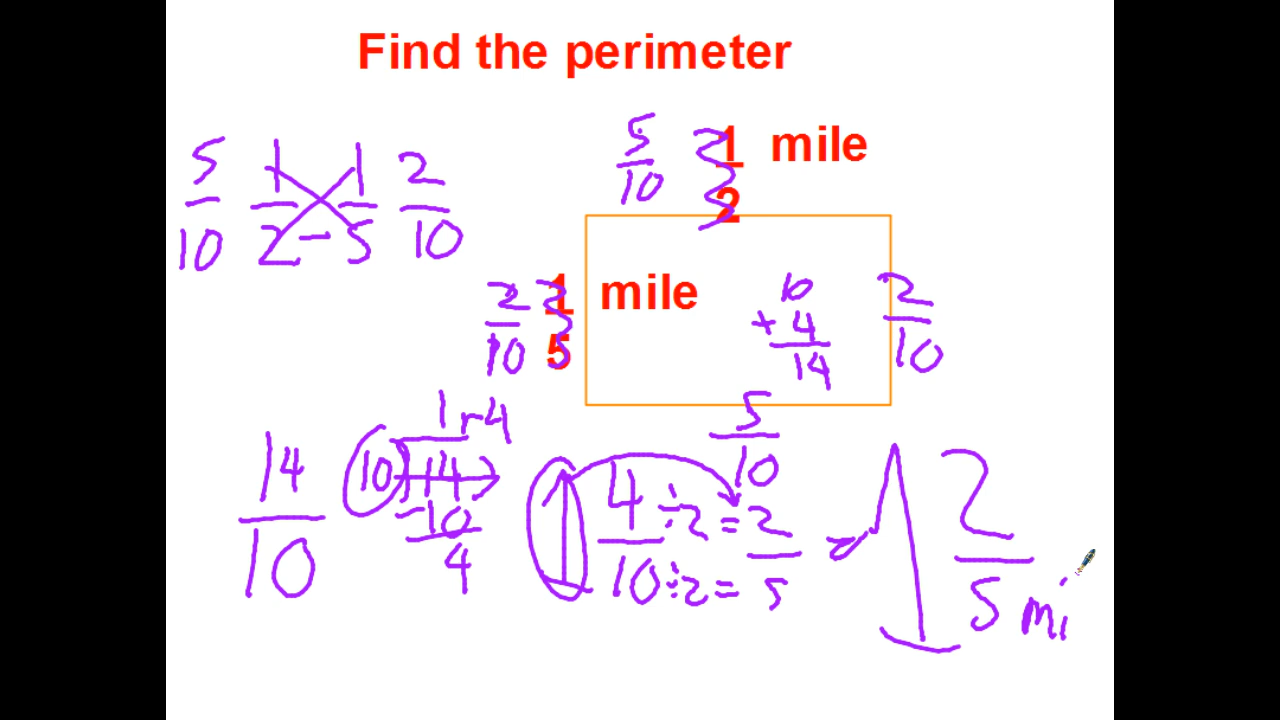 Find the perimeter
5/10 1/2 - 1/5 2/10
5/10 1/2 mile
2/10 1/5 mile
10
+ 4
14
2/10
5/10
14/10
1 r4
10 14
- 10
4
1 4/10 ÷2= ÷2= 2/5
1 2/5 mi